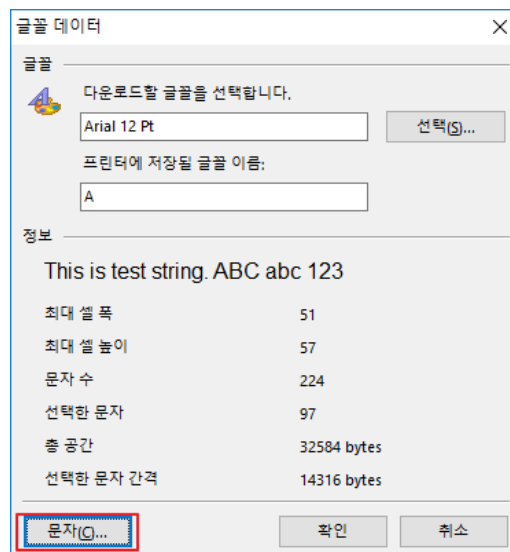 글꼴 데이터
글꼴
다운로드할 글꼴을 선택합니다.
Arial 12 Pt
선택(S)...
프린터에 저장될 글꼴 이름:
A
정보
This is test string. ABC abc 123
최대 셀 폭 51
최대 셀 높이 57
문자 수 224
선택한 문자 97
총 공간 32584 bytes
선택한 문자 간격 14316 bytes
문자(C)... 확인 취소